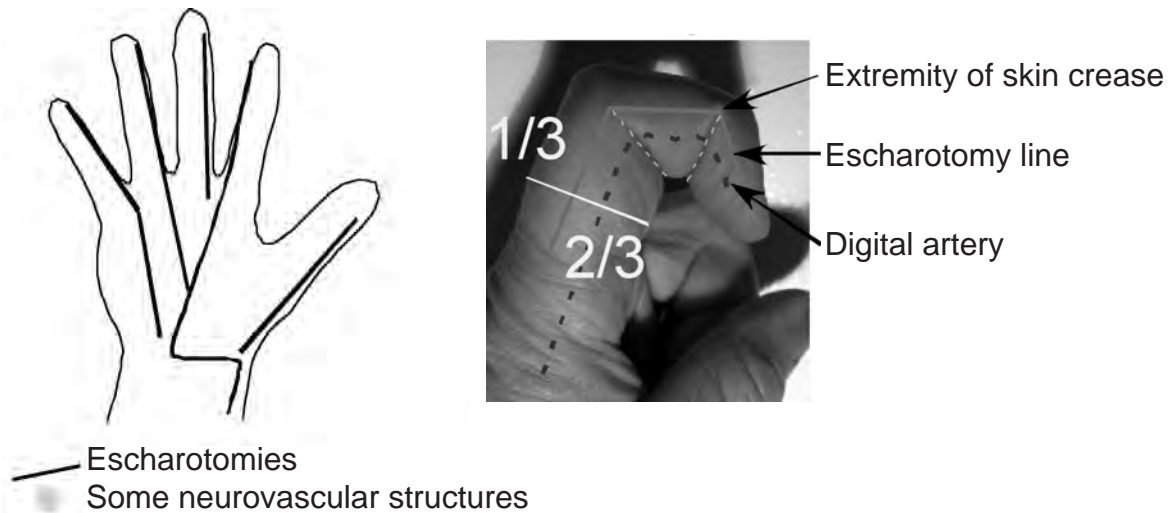 1/3
2/3
Extremity of skin crease
Escharotomy line
Digital artery
Escharotomies
Some neurovascular structures